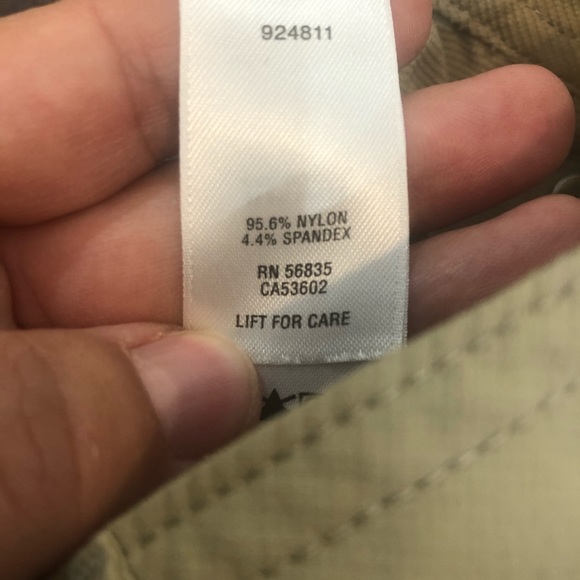 924811
95.6% NYLON
4.4% SPANDEX
RN 56835
CA53602
LIFT FOR CARE